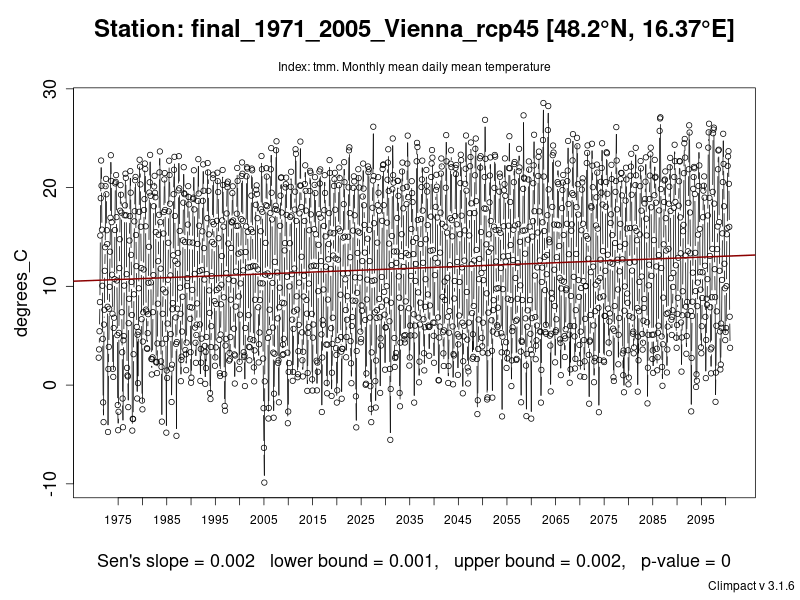 Station: final_1971_2005_Vienna_rcp45 [48.2°N, 16.37°E]
Index: tmm. Monthly mean daily mean temperature
30
20
10
0
-10
degrees_C
1975 1985 1995 2005 2015 2025 2035 2045 2055 2065 2075 2085 2095
Sen's slope = 0.002 lower bound = 0.001, upper bound = 0.002, p-value = 0
Climpact v 3.1.6